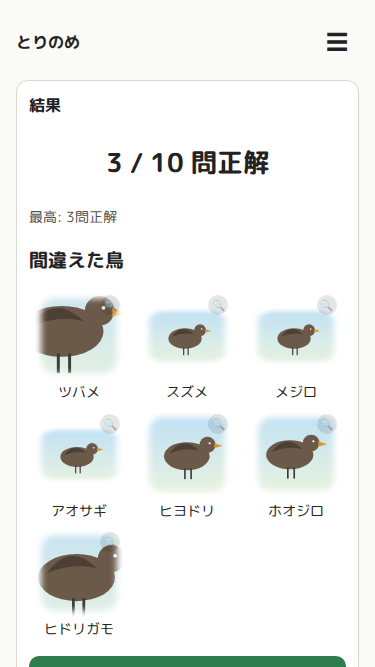 とりのめ
結果
3 / 10 問正解
最高: 3問正解
間違えた鳥
ツバメ
スズメ
メジロ
アオサギ
ヒヨドリ
ホオジロ
ヒドリガモ